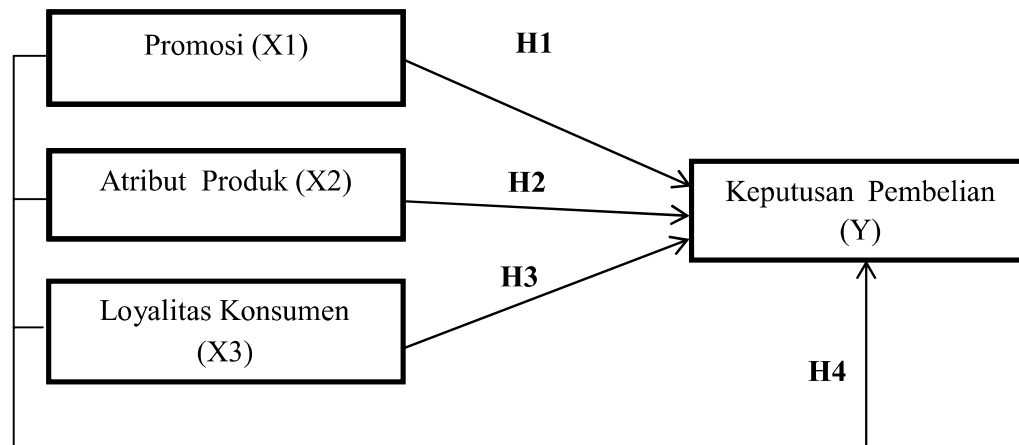 Promosi (X1)
H1
Atribut Produk (X2)
H2
Keputusan Pembelian
(Y)
Loyalitas Konsumen
(X3)
H3
H4